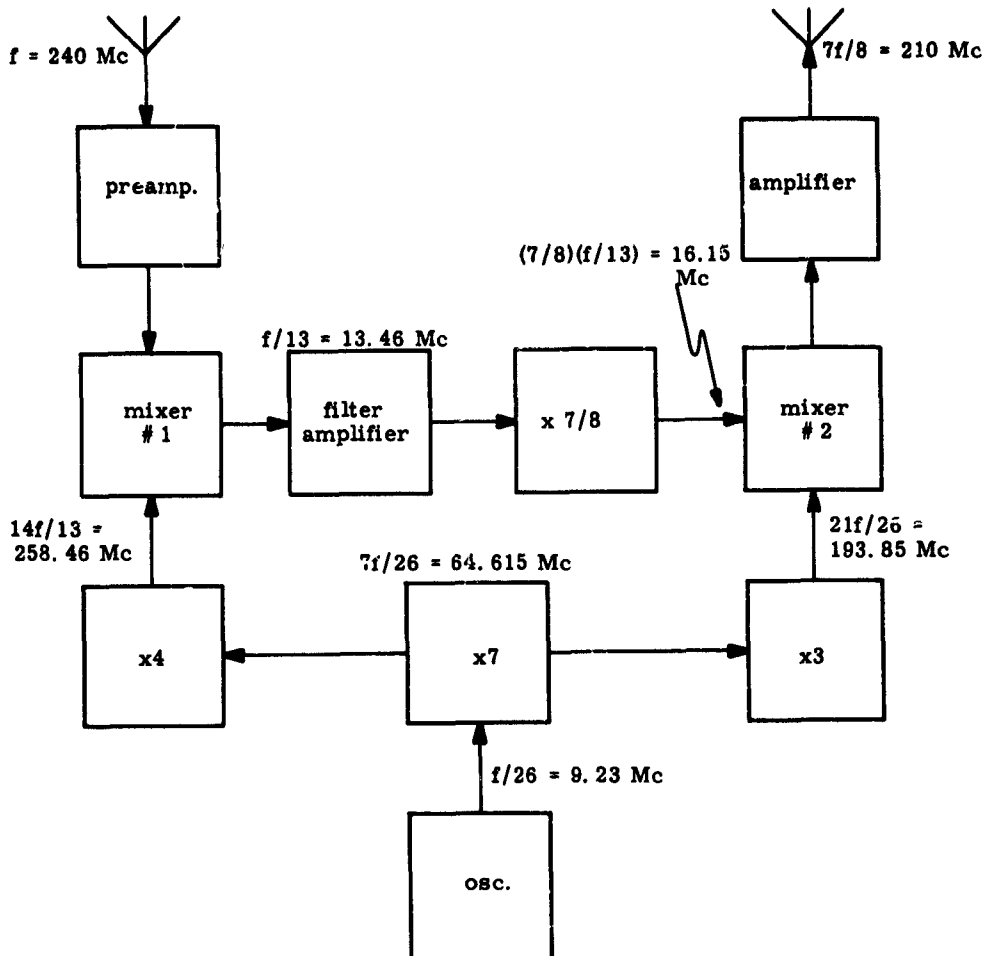 f = 240 Mc
7f/8 = 210 Mc
preamp.
amplifier
(7/8)(f/13) = 16.15
Mc
f/13 = 13.46 Mc
mixer
# 1
filter
amplifier
x 7/8
mixer
# 2
14f/13 =
258.46 Mc
7f/26 = 64.615 Mc
21f/26 =
193.85 Mc
x4
x7
x3
f/26 = 9.23 Mc
osc.